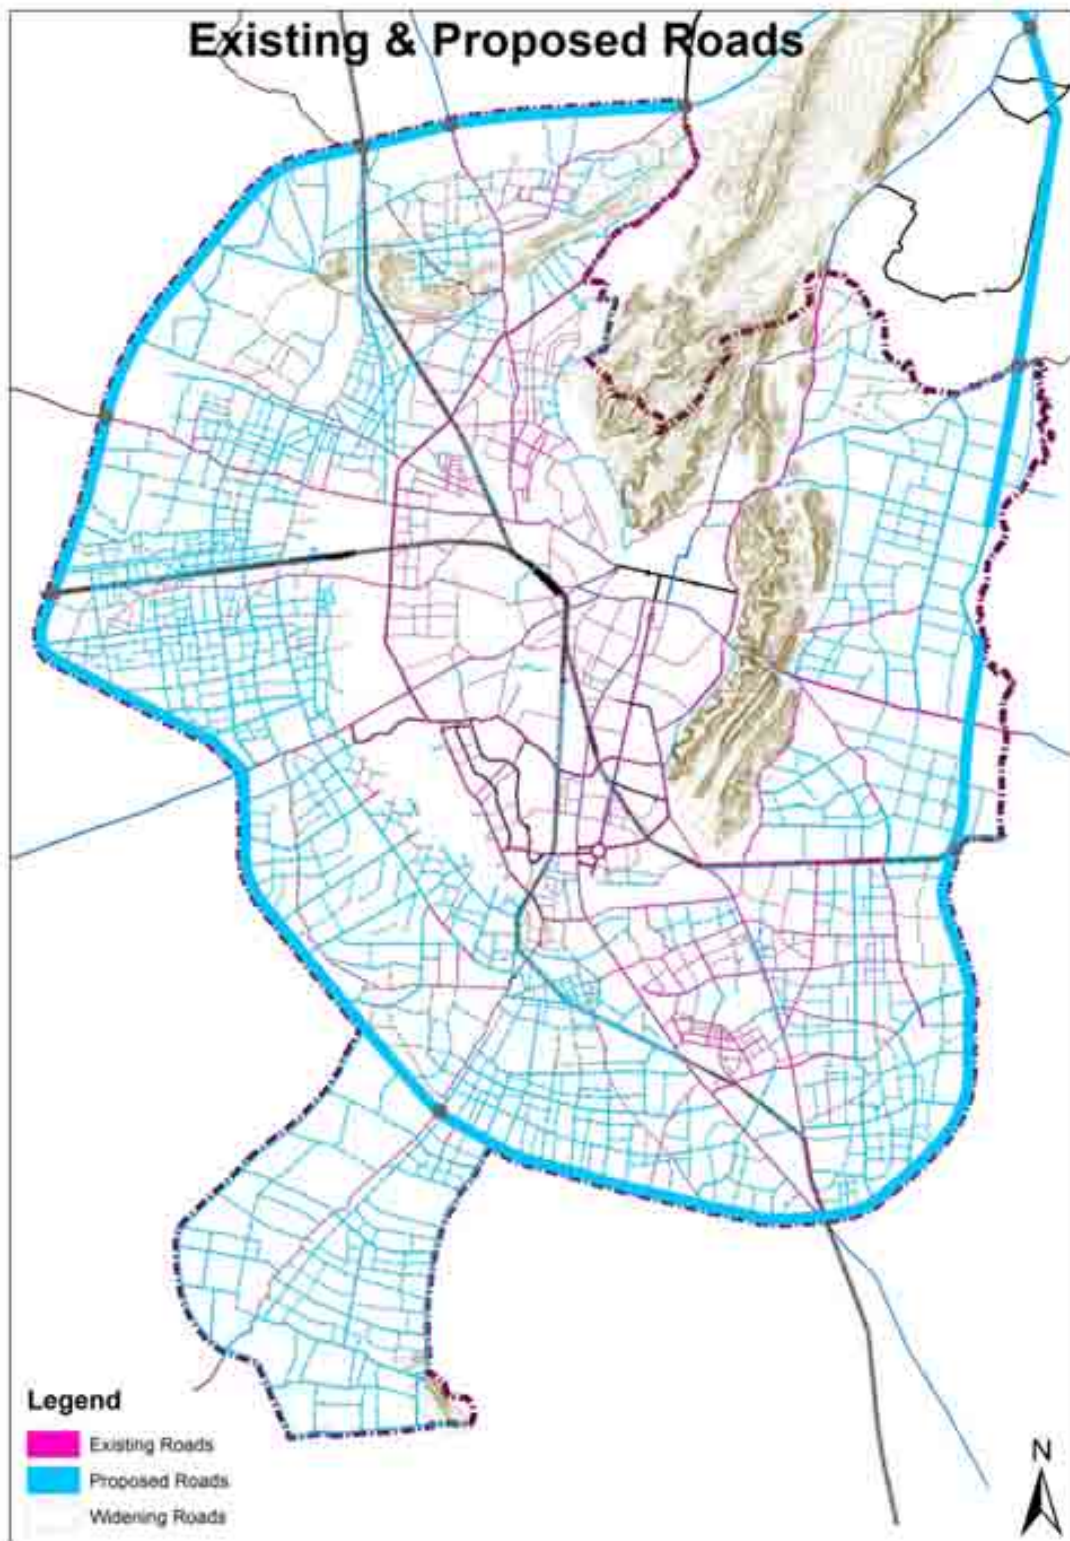 Existing & Proposed Roads
Legend
Existing Roads
Proposed Roads
Widening Roads
N